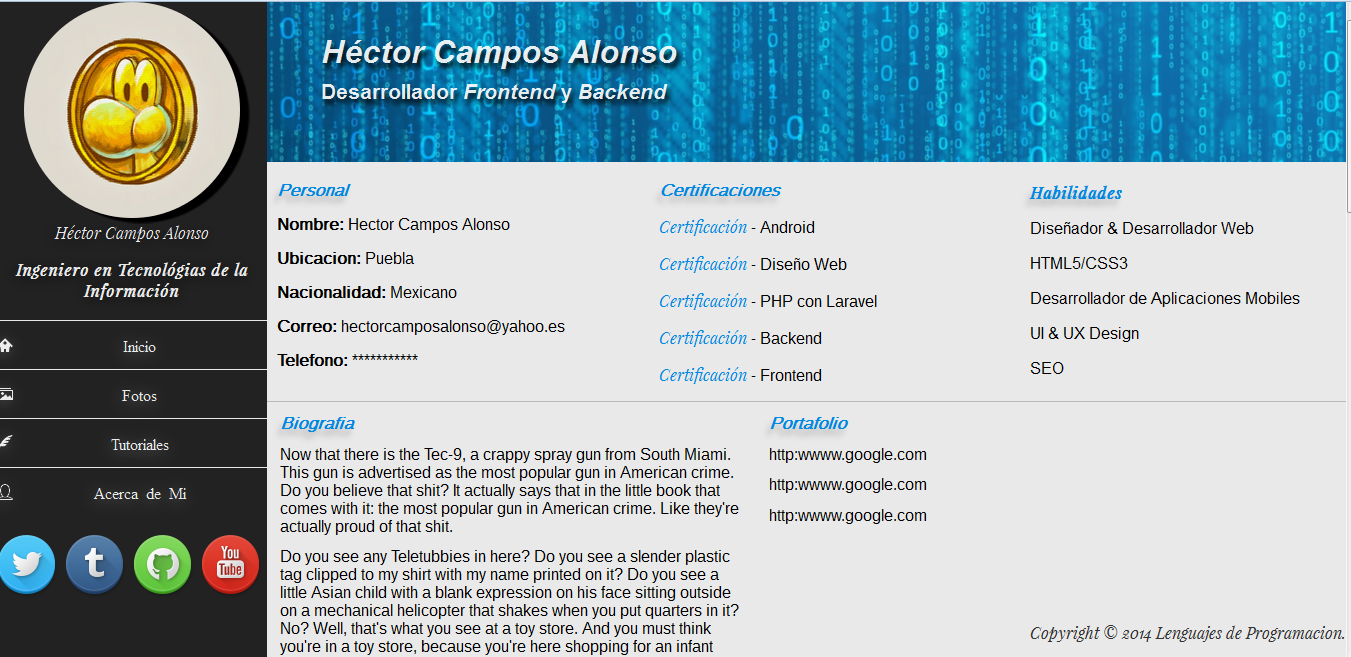 Héctor Campos Alonso
Ingeniero en Tecnológias de la
Información
Inicio
Fotos
Tutoriales
Acerca de Mi
t
You
Tube
Héctor Campos Alonso
Desarrollador Frontend y Backend
Personal
Nombre: Hector Campos Alonso
Ubicacion: Puebla
Nacionalidad: Mexicano
Correo: hectorcamposalonso@yahoo.es
Telefono: ***********
Certificaciones
Certificación - Android
Certificación - Diseño Web
Certificación - PHP con Laravel
Certificación - Backend
Certificación - Frontend
Habilidades
Diseñador & Desarrollador Web
HTML5/CSS3
Desarrollador de Aplicaciones Mobiles
UI & UX Design
SEO
Biografia
Now that there is the Tec-9, a crappy spray gun from South Miami.
This gun is advertised as the most popular gun in American crime.
Do you believe that shit? It actually says that in the little book that
comes with it: the most popular gun in American crime. Like they're
actually proud of that shit.
Do you see any Teletubbies in here? Do you see a slender plastic
tag clipped to my shirt with my name printed on it? Do you see a
little Asian child with a blank expression on his face sitting outside
on a mechanical helicopter that shakes when you put quarters in it?
No? Well, that's what you see at a toy store. And you must think
you're in a toy store, because you're here shopping for an infant
Portafolio
http:wwww.google.com
http:wwww.google.com
http:wwww.google.com
Copyright © 2014 Lenguajes de Programacion.